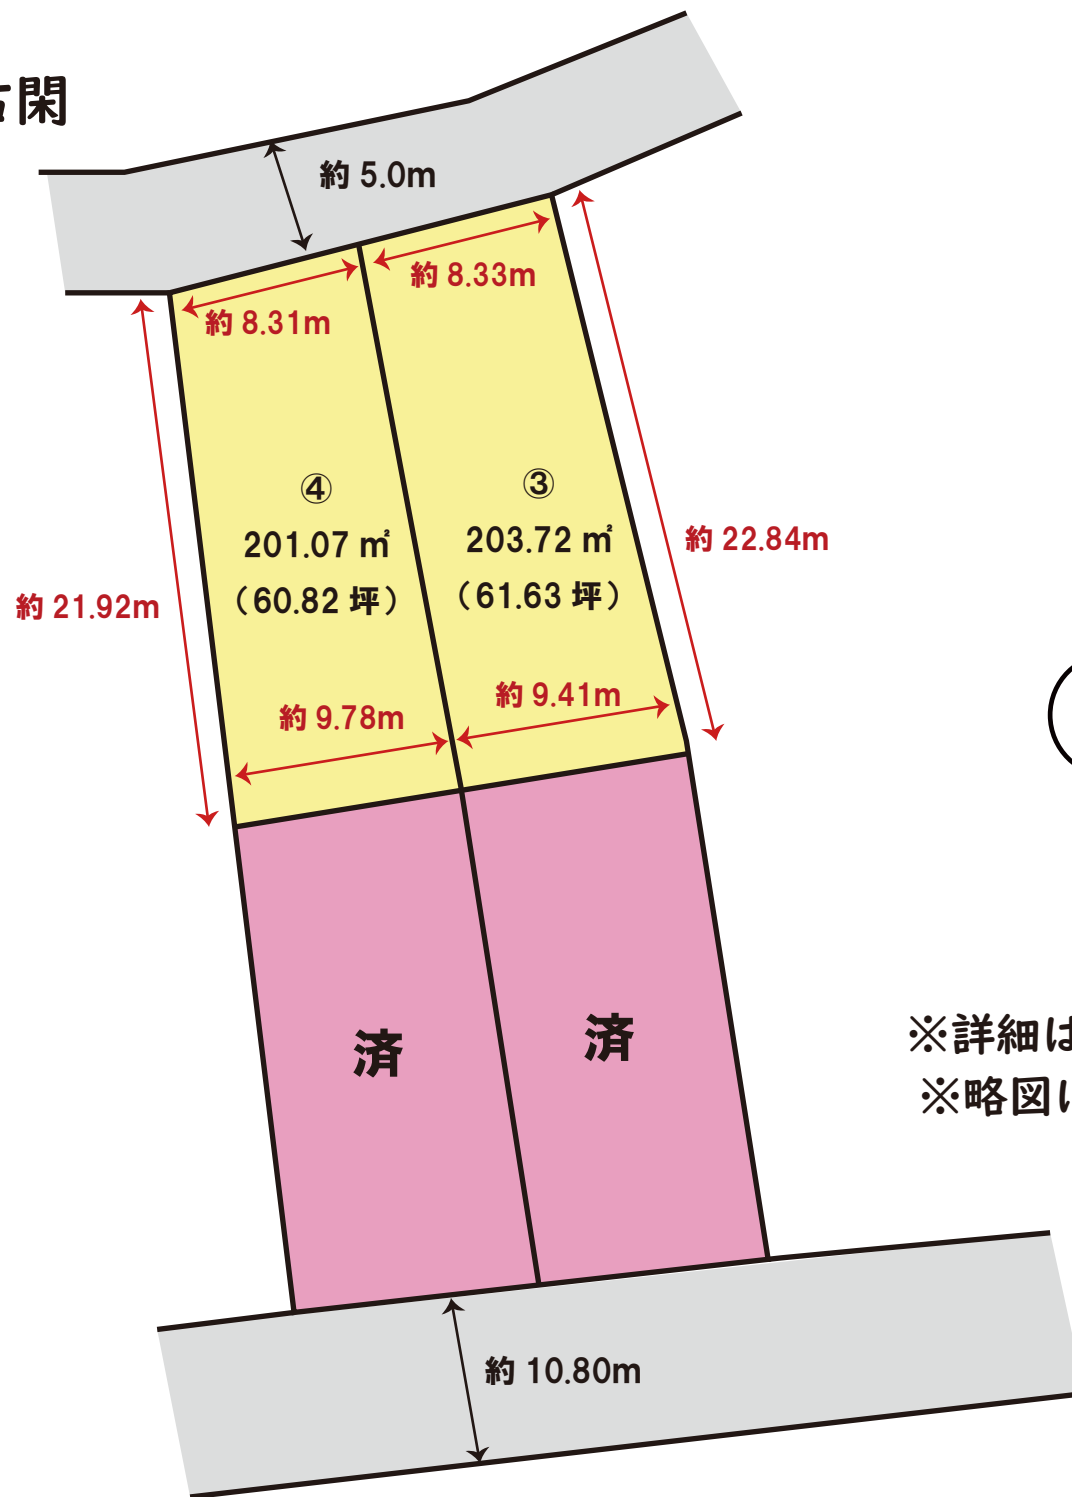 閑
約 5.0m
約 8.33m
約 8.31m
④
201.07 ㎡
（60.82 坪）
③
203.72 ㎡
（61.63 坪）
約 22.84m
約 21.92m
約 9.41m
約 9.78m
済
済
※詳細は
※略図は
約 10.80m